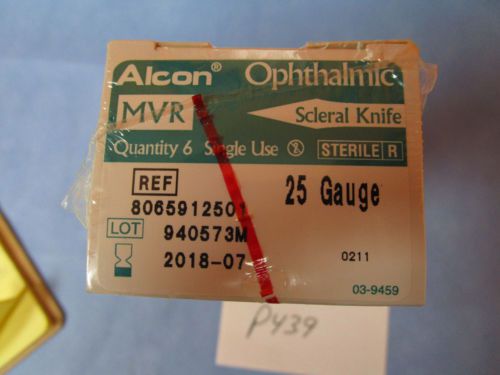 Alcon® Ophthalmic
MVR Scleral Knife
Quantity 6 Single Use 2 STERILE R
REF 8065912501 25 Gauge
LOT 940573M
2018-07 0211
03-9459
P439